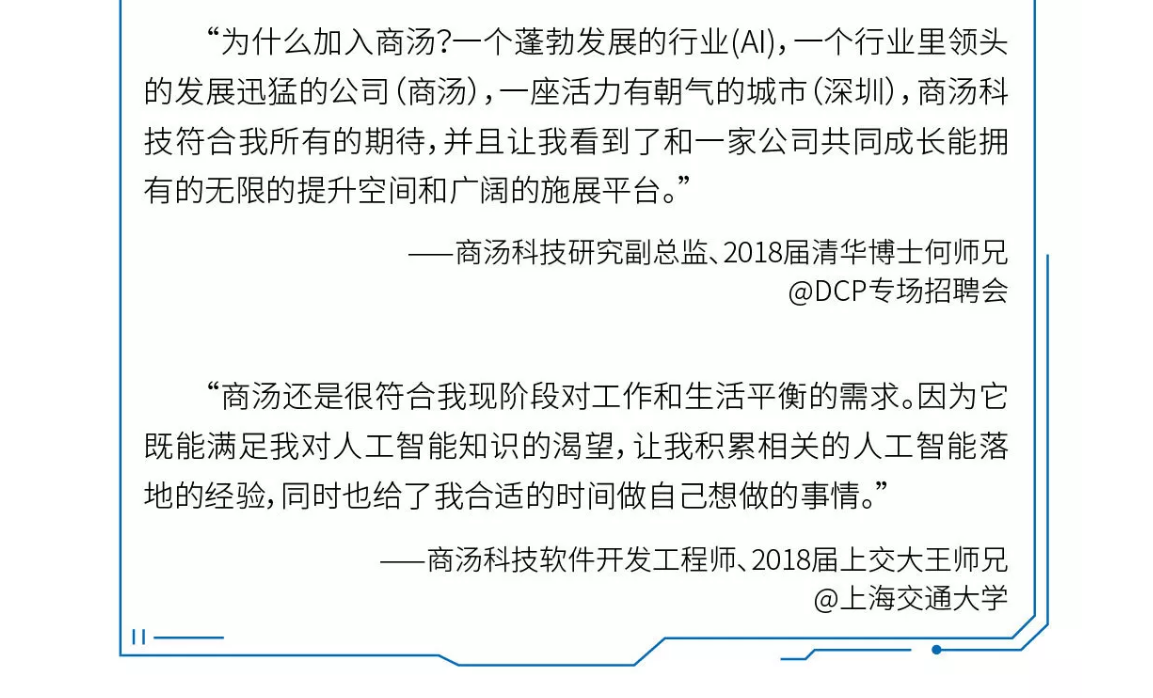 “为什么加入商汤?一个蓬勃发展的行业(AI)，一个行业里领头
的发展迅猛的公司（商汤），一座活力有朝气的城市（深圳），商汤科
技符合我所有的期待，并且让我看到了和一家公司共同成长能拥
有的无限的提升空间和广阔的施展平台。”
——商汤科技研究副总监、2018届清华博士何师兄
@DCP专场招聘会
“商汤还是很符合我现阶段对工作和生活平衡的需求。因为它
既能满足我对人工智能知识的渴望，让我积累相关的人工智能落
地的经验，同时也给了我合适的时间做自己想做的事情。”
——商汤科技软件开发工程师、2018届上交大王师兄
@上海交通大学